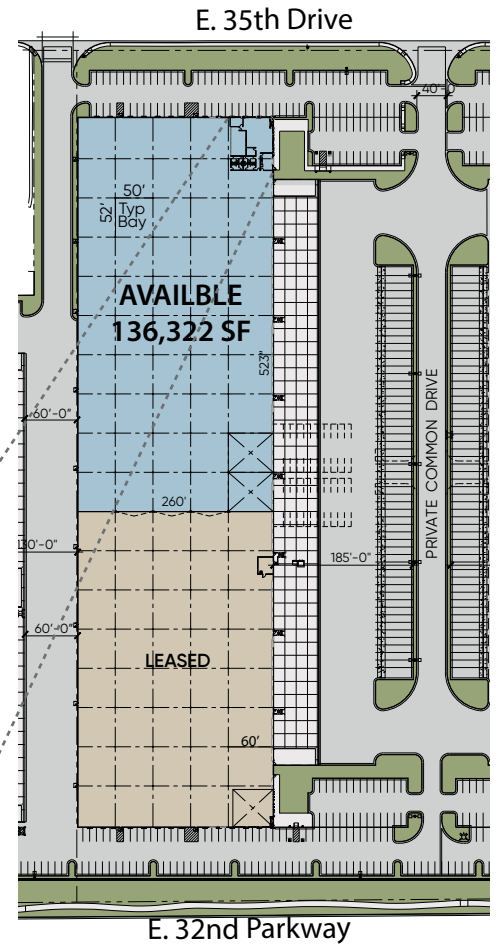 E. 35th Drive
40'-0
50'
52'
Typ
Bay
AVAILBLE
136,322 SF
523"
60'-0"
260'
185'-0"
60'-0"
PRIVATE COMMON DRIVE
LEASED
60'
E. 32nd Parkway